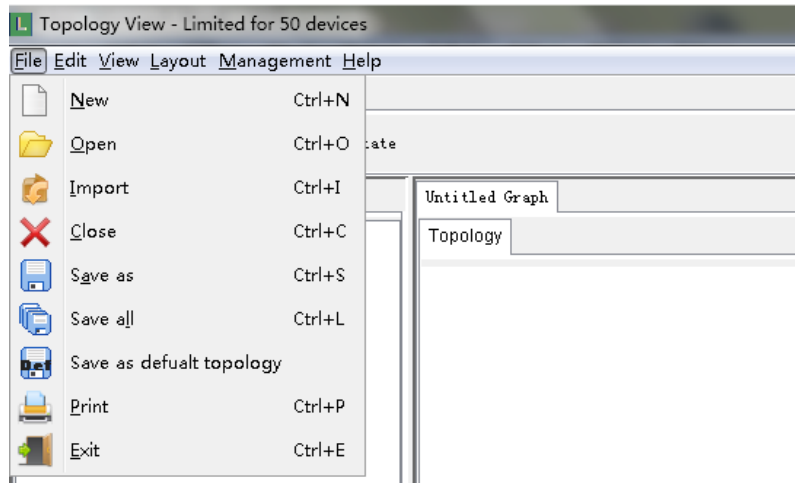 L Topology View - Limited for 50 devices
File Edit View Layout Management Help
New Ctrl+N
Open Ctrl+O
Import Ctrl+I
Close Ctrl+C
Save as Ctrl+S
Save all Ctrl+L
Save as defualt topology
Print Ctrl+P
Exit Ctrl+E
Untitled Graph
Topology